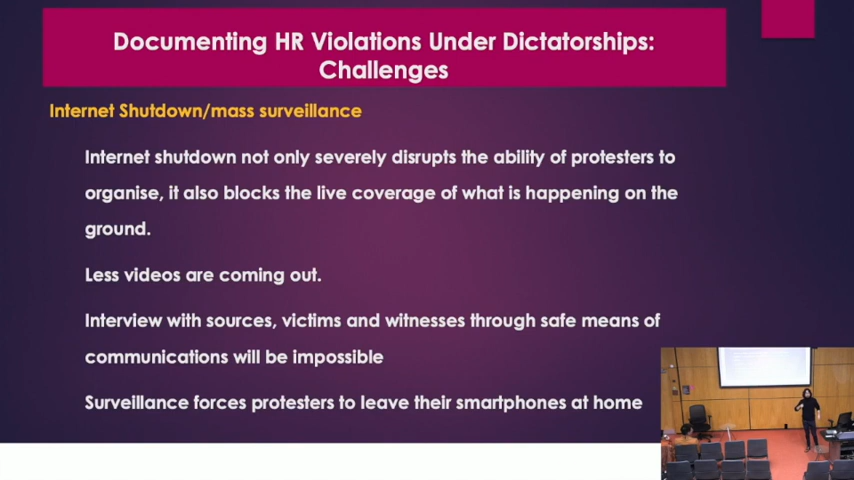 Documenting HR Violations Under Dictatorships:
Challenges
Internet Shutdown/mass surveillance
Internet shutdown not only severely disrupts the ability of protesters to
organise, it also blocks the live coverage of what is happening on the
ground.
Less videos are coming out.
Interview with sources, victims and witnesses through safe means of
communications will be impossible
Surveillance forces protesters to leave their smartphones at home